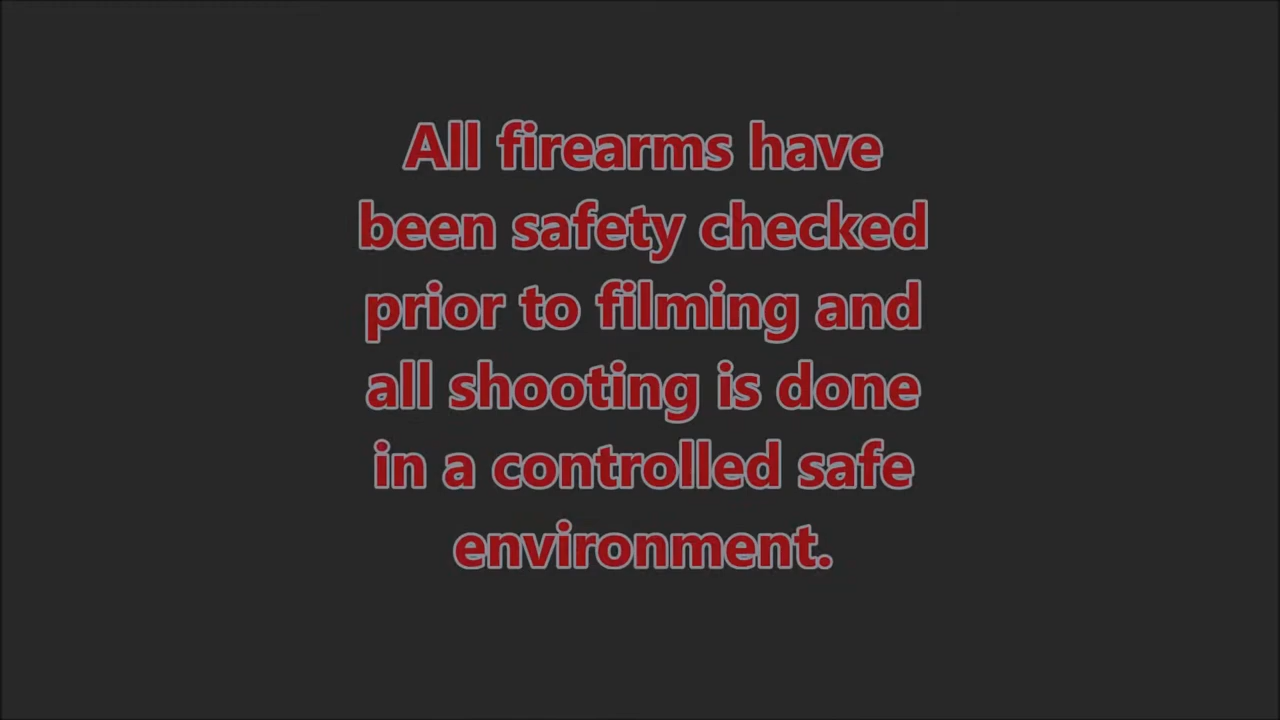 All firearms have
been safety checked
prior to filming and
all shooting is done
in a controlled safe
environment.